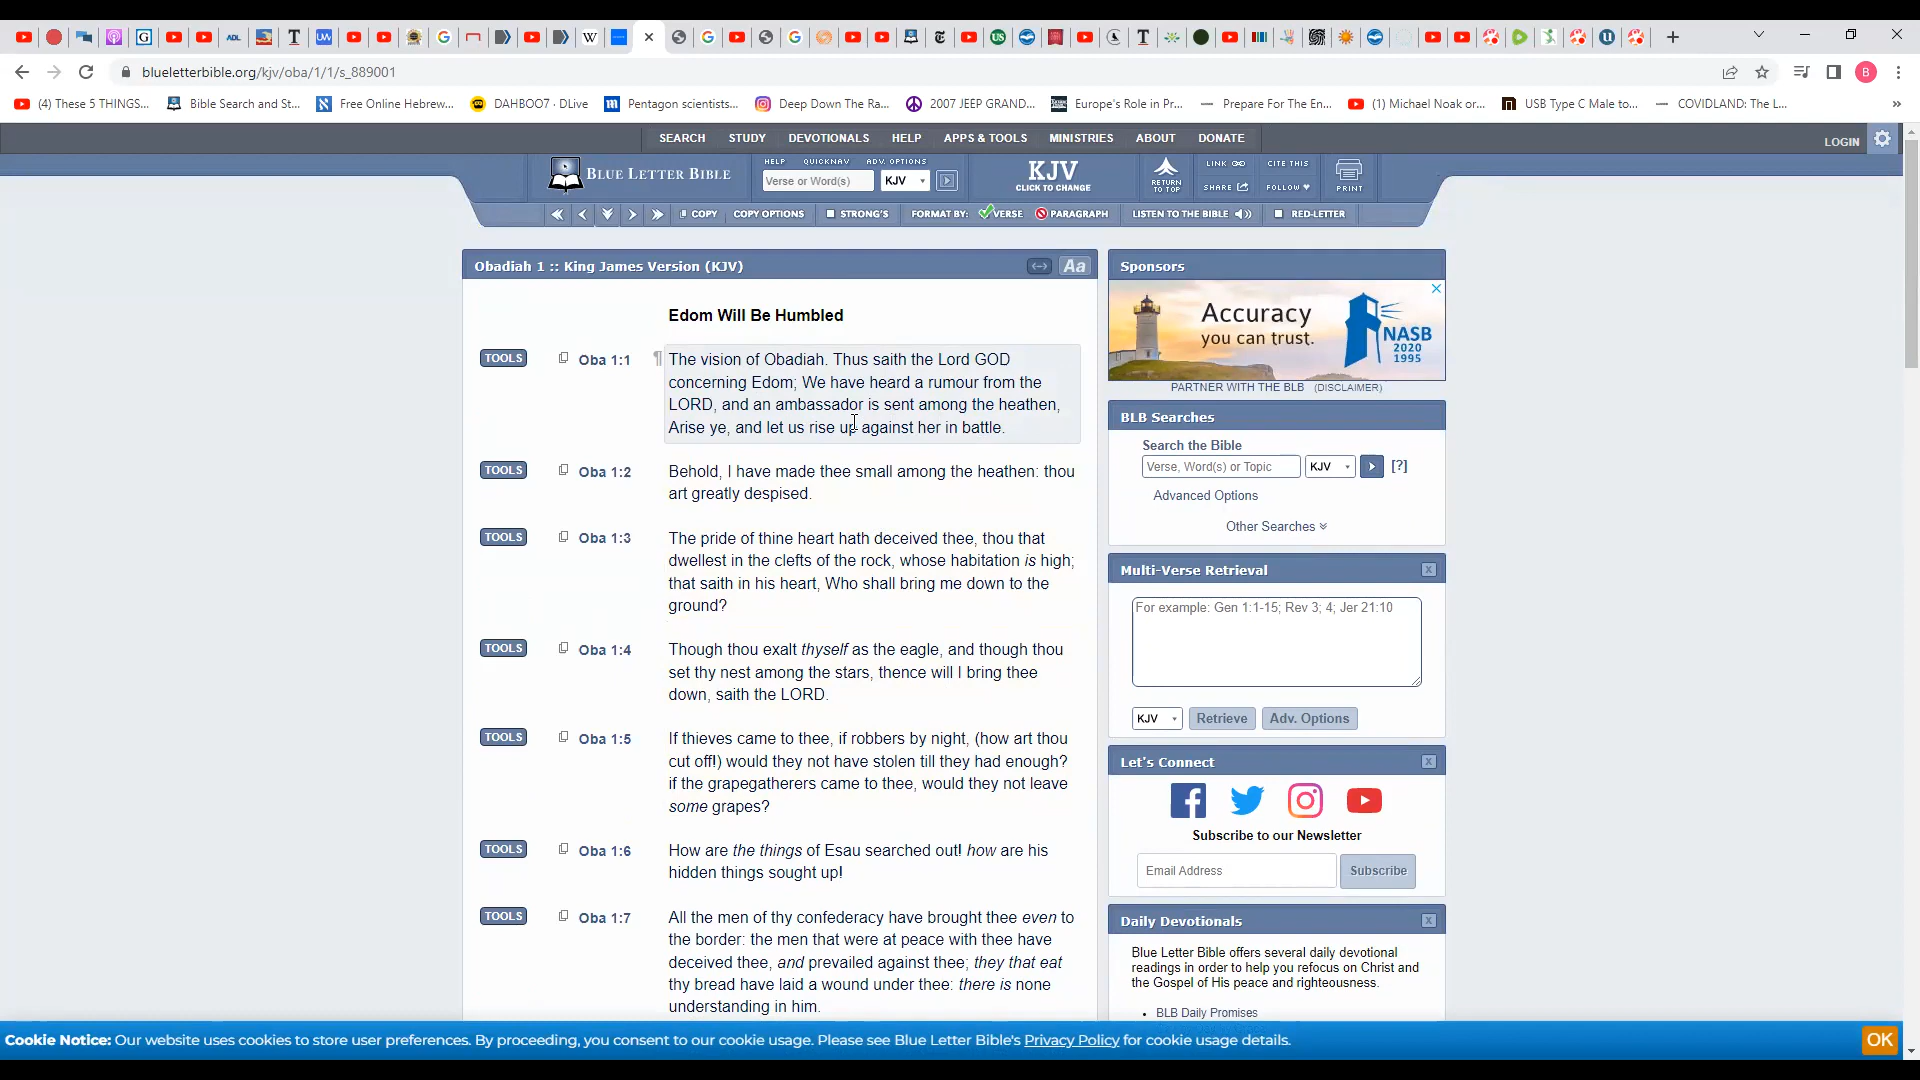 blueletterbible.org/kjv/oba/1/1/s_889001
(4) These 5 THINGS...
Bible Search and St...
Free Online Hebrew...
DAHBOO7 · DLive
Pentagon scientists...
Deep Down The Ra...
2007 JEEP GRAND...
Europe's Role in Pr...
Prepare For The En...
(1) Michael Noak or...
USB Type C Male to...
COVIDLAND: The L...
SEARCH STUDY DEVOTIONALS HELP APPS & TOOLS MINISTRIES ABOUT DONATE
LOGIN
BLUE LETTER BIBLE
HELP QUICKNAV ADV. OPTIONS
Verse or Word(s)
KJV
KJV
CLICK TO CHANGE
RETURN
TO TOP
LINK
SHARE
CITE THIS
FOLLOW
PRINT
COPY COPY OPTIONS STRONG'S FORMAT BY: VERSE PARAGRAPH LISTEN TO THE BIBLE RED-LETTER
Obadiah 1 :: King James Version (KJV)
Aa
Edom Will Be Humbled
TOOLS
Oba 1:1
¶
The vision of Obadiah. Thus saith the Lord GOD
concerning Edom; We have heard a rumour from the
LORD, and an ambassador is sent among the heathen,
Arise ye, and let us rise up against her in battle.
TOOLS
Oba 1:2
Behold, I have made thee small among the heathen: thou
art greatly despised.
TOOLS
Oba 1:3
The pride of thine heart hath deceived thee, thou that
dwellest in the clefts of the rock, whose habitation is high;
that saith in his heart, Who shall bring me down to the
ground?
TOOLS
Oba 1:4
Though thou exalt thyself as the eagle, and though thou
set thy nest among the stars, thence will I bring thee
down, saith the LORD.
TOOLS
Oba 1:5
If thieves came to thee, if robbers by night, (how art thou
cut off!) would they not have stolen till they had enough?
if the grapegatherers came to thee, would they not leave
some grapes?
TOOLS
Oba 1:6
How are the things of Esau searched out! how are his
hidden things sought up!
TOOLS
Oba 1:7
All the men of thy confederacy have brought thee even to
the border: the men that were at peace with thee have
deceived thee, and prevailed against thee; they that eat
thy bread have laid a wound under thee: there is none
understanding in him.
Sponsors
Accuracy
you can trust.
NASB
2020
1995
PARTNER WITH THE BLB (DISCLAIMER)
BLB Searches
Search the Bible
Verse, Word(s) or Topic
KJV
[?]
Advanced Options
Other Searches
Multi-Verse Retrieval
For example: Gen 1:1-15; Rev 3; 4; Jer 21:10
KJV
Retrieve
Adv. Options
Let's Connect
Subscribe to our Newsletter
Email Address
Subscribe
Daily Devotionals
Blue Letter Bible offers several daily devotional
readings in order to help you refocus on Christ and
the Gospel of His peace and righteousness.
BLB Daily Promises
Cookie Notice: Our website uses cookies to store user preferences. By proceeding, you consent to our cookie usage. Please see Blue Letter Bible's Privacy Policy for cookie usage details.
OK